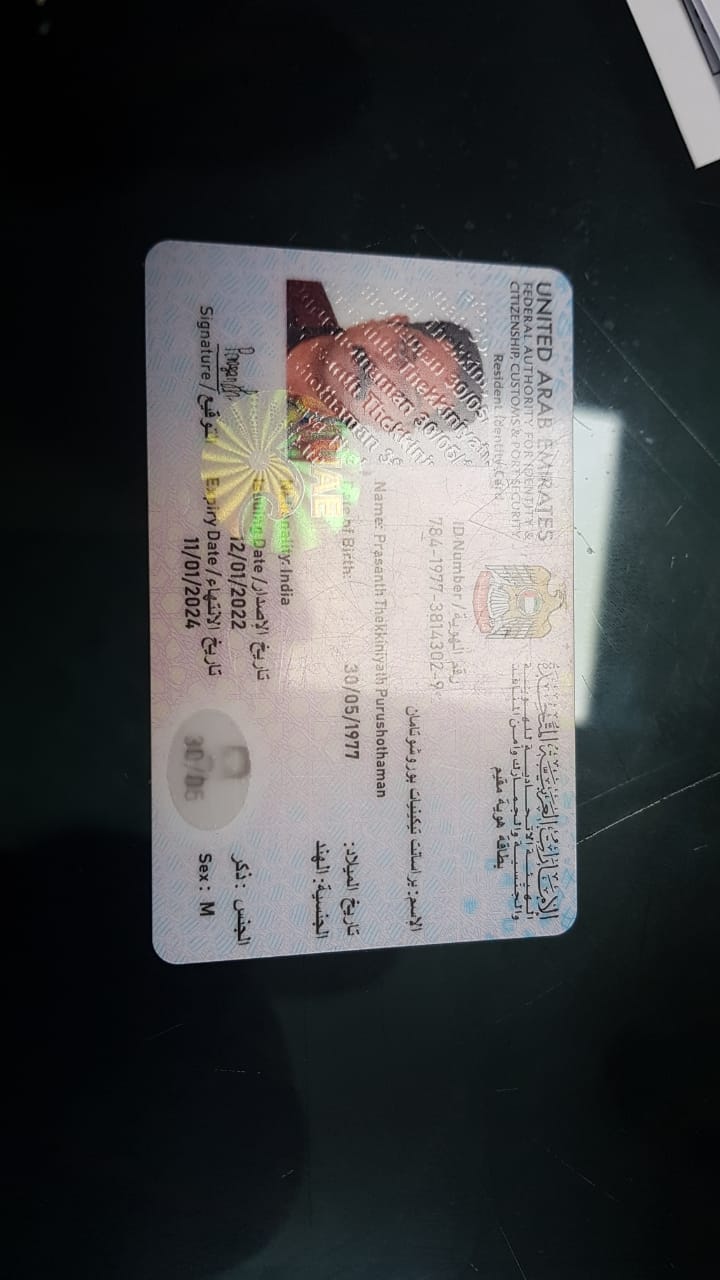 UNITED ARAB EMIRATES
FEDERAL AUTHORITY FOR IDENTITY &
CITIZENSHIP, CUSTOMS & PORT SECURITY
Resident Identity Card
الإمارات العربية المتحدة
الهيئة الاتحادية للهوية
والجنسية والجمارك وأمن المنافذ
بطاقة هوية مقيم
ID Number / رقم الهوية
784-1977-3814302-9
الإسم: براسانت تيكينيات بوروشوتامان
Name: Prasanth Thekkiniyath Purushothaman
Date of Birth: 30/05/1977 تاريخ الميلاد:
Nationality: India الجنسية: الهند
Issuing Date / تاريخ الإصدار
12/01/2022
Expiry Date / تاريخ الانتهاء
11/01/2024
الجنس: ذكر
Sex: M
Signature / التوقيع
UAE
30/05